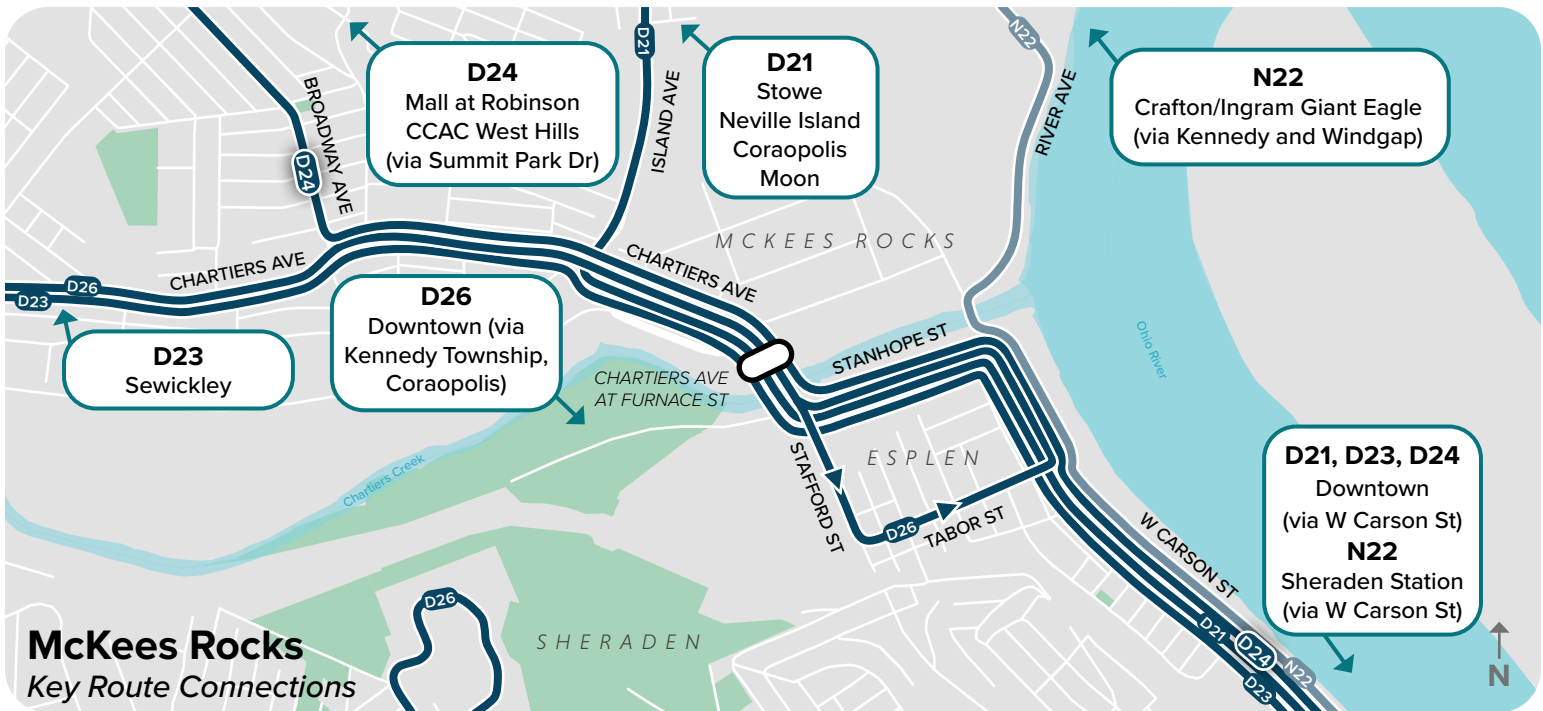 N22
D21
D24
Mall at Robinson
CCAC West Hills
(via Summit Park Dr)
D21
Stowe
Neville Island
Coraopolis
Moon
N22
Crafton/Ingram Giant Eagle
(via Kennedy and Windgap)
BROADWAY AVE
ISLAND AVE
RIVER AVE
D24
MCKEES ROCKS
CHARTIERS AVE
CHARTIERS AVE
D26
D23
D26
Downtown (via
Kennedy Township,
Coraopolis)
D23
Sewickley
STANHOPE ST
Ohio River
CHARTIERS AVE
AT FURNACE ST
Chartiers Creek
STAFFORD ST
ESPLEN
D26
TABOR ST
W CARSON ST
D21, D23, D24
Downtown
(via W Carson St)
N22
Sheraden Station
(via W Carson St)
D26
SHERADEN
D21
D24
N22
D23
McKees Rocks
Key Route Connections
N